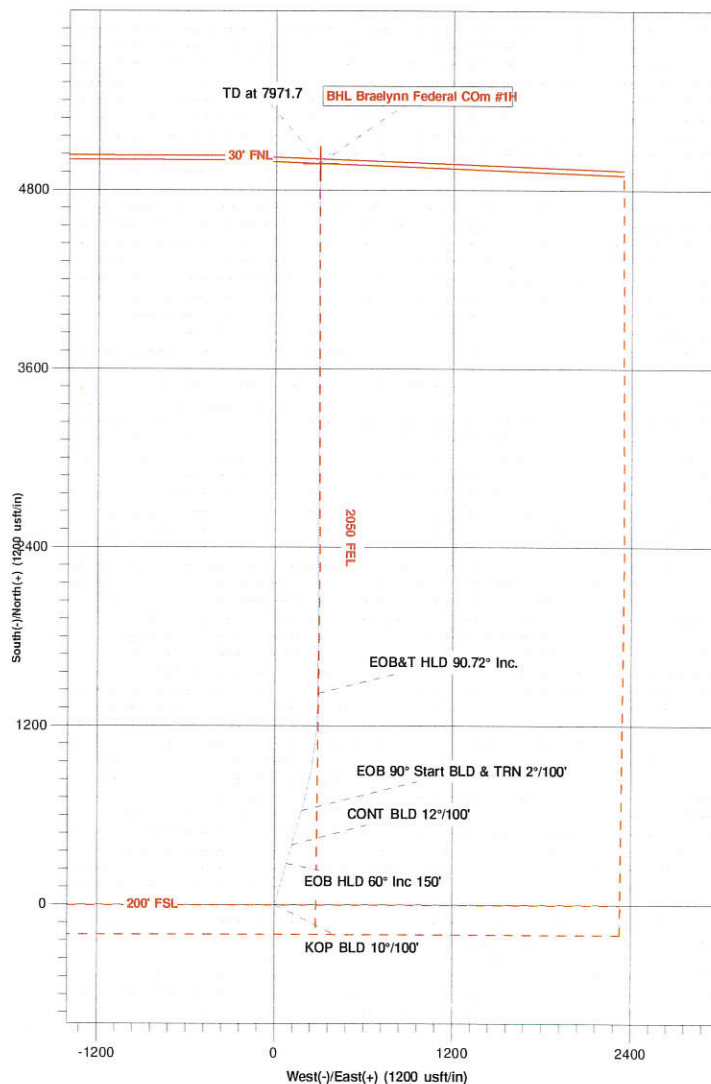 TD at 7971.7
BHL Braelynn Federal COm #1H
30' FNL
4800
3600
2400
1200
0
South(-)/North(+) (1200 usft/in)
2050 FEL
EOB&T HLD 90.72° Inc.
EOB 90° Start BLD & TRN 2°/100'
CONT BLD 12°/100'
EOB HLD 60° Inc 150'
200' FSL
KOP BLD 10°/100'
-1200
0
1200
2400
West(-)/East(+) (1200 usft/in)